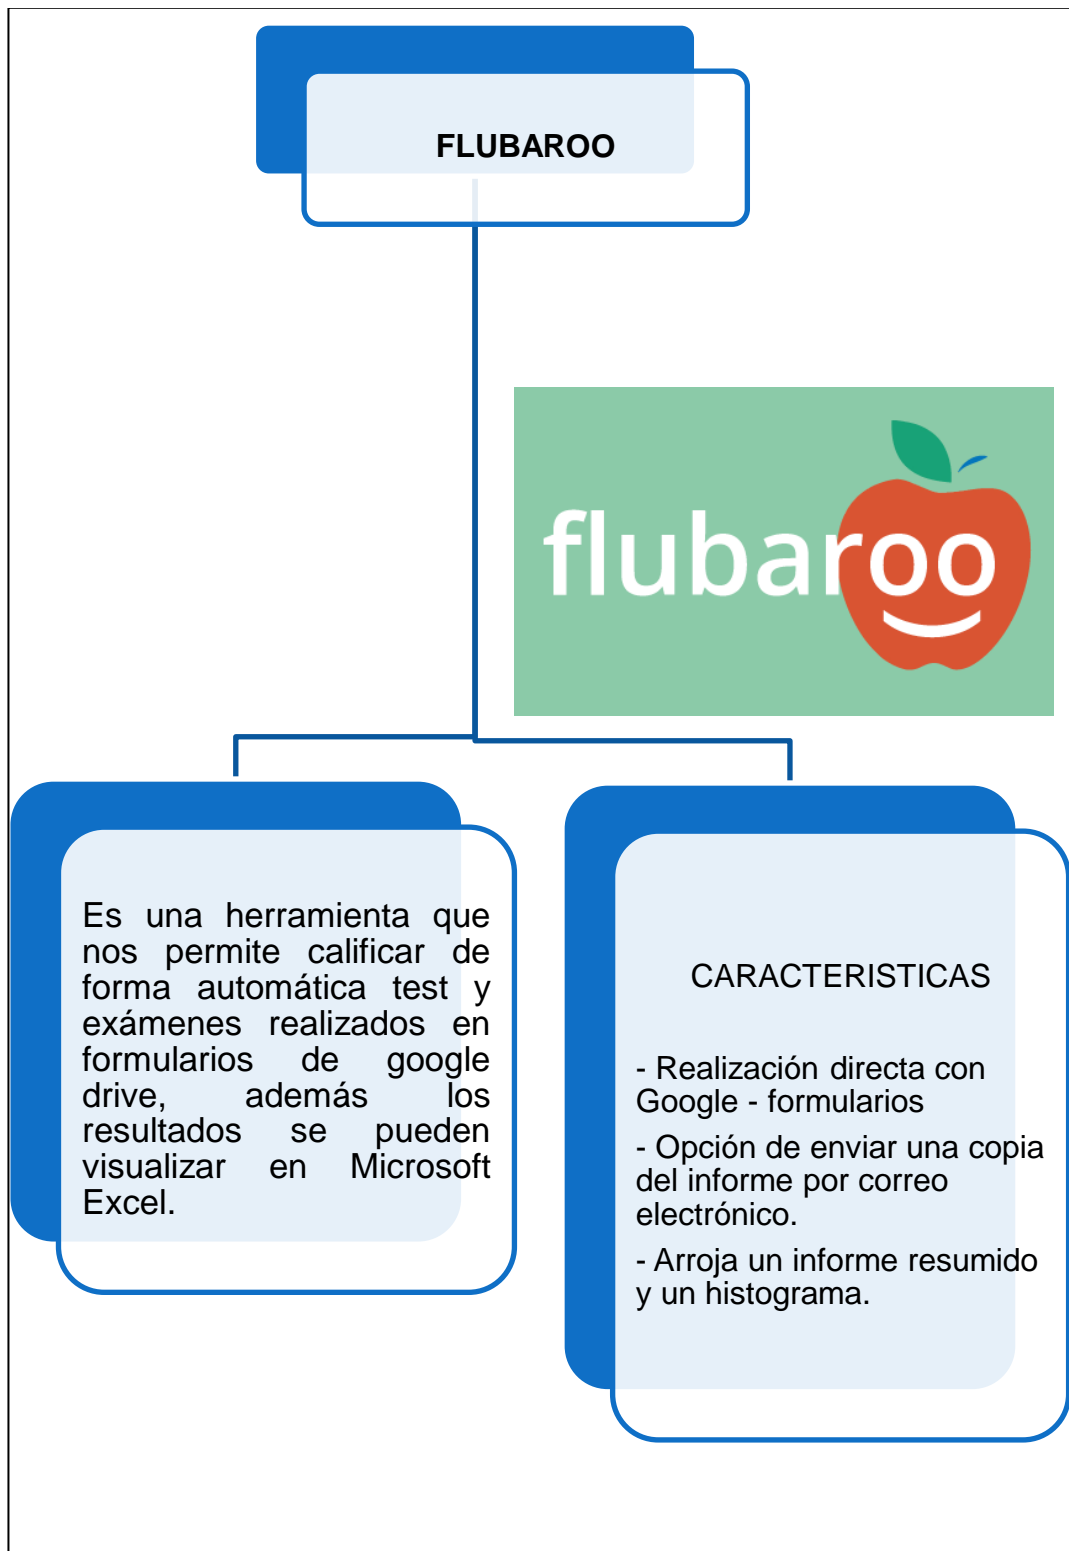 FLUBAROO
flubaroo
Es una herramienta que
nos permite calificar de
forma automática test y
exámenes realizados en
formularios de google
drive, además los
resultados se pueden
visualizar en Microsoft
Excel.
CARACTERISTICAS
- Realización directa con
Google - formularios
- Opción de enviar una copia
del informe por correo
electrónico.
- Arroja un informe resumido
y un histograma.